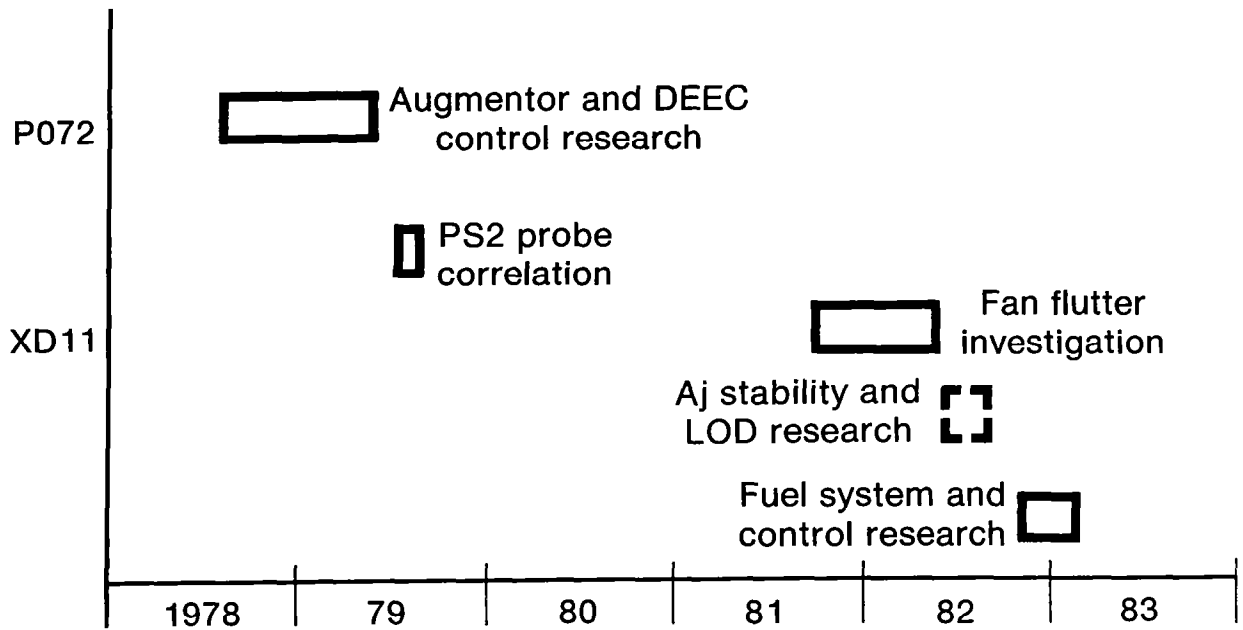 P072
Augmentor and DEEC
control research
PS2 probe
correlation
XD11
Fan flutter
investigation
Aj stability and
LOD research
Fuel system and
control research
1978 79 80 81 82 83